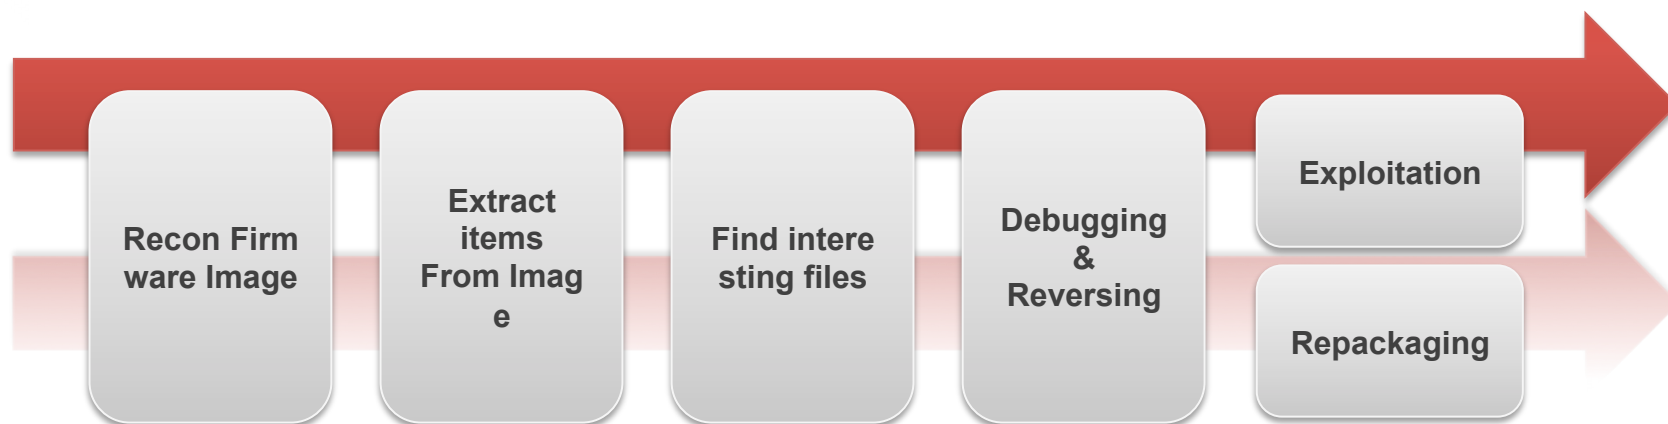 Recon Firm
ware Image
Extract
items
From Imag
e
Find intere
sting files
Debugging
&
Reversing
Exploitation
Repackaging